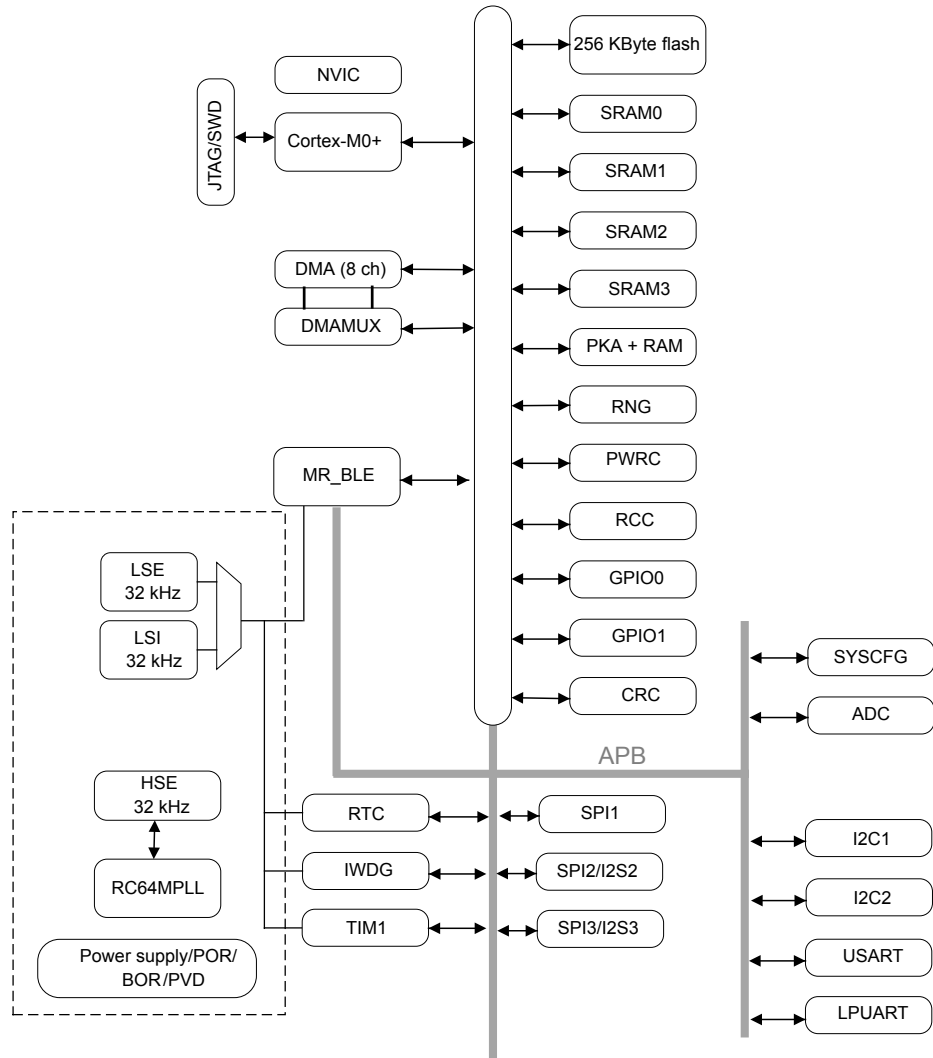 256 KByte flash
NVIC
JTAG/SWD
Cortex-M0+
SRAM0
SRAM1
SRAM2
DMA (8 ch)
SRAM3
DMAMUX
PKA + RAM
RNG
MR_BLE
PWRC
RCC
LSE
32 kHz
GPIO0
LSI
32 kHz
GPIO1
SYSCFG
CRC
ADC
APB
HSE
32 kHz
RTC
SPI1
I2C1
RC64MPLL
IWDG
SPI2/I2S2
I2C2
TIM1
SPI3/I2S3
Power supply/POR/
BOR/PVD
USART
LPUART